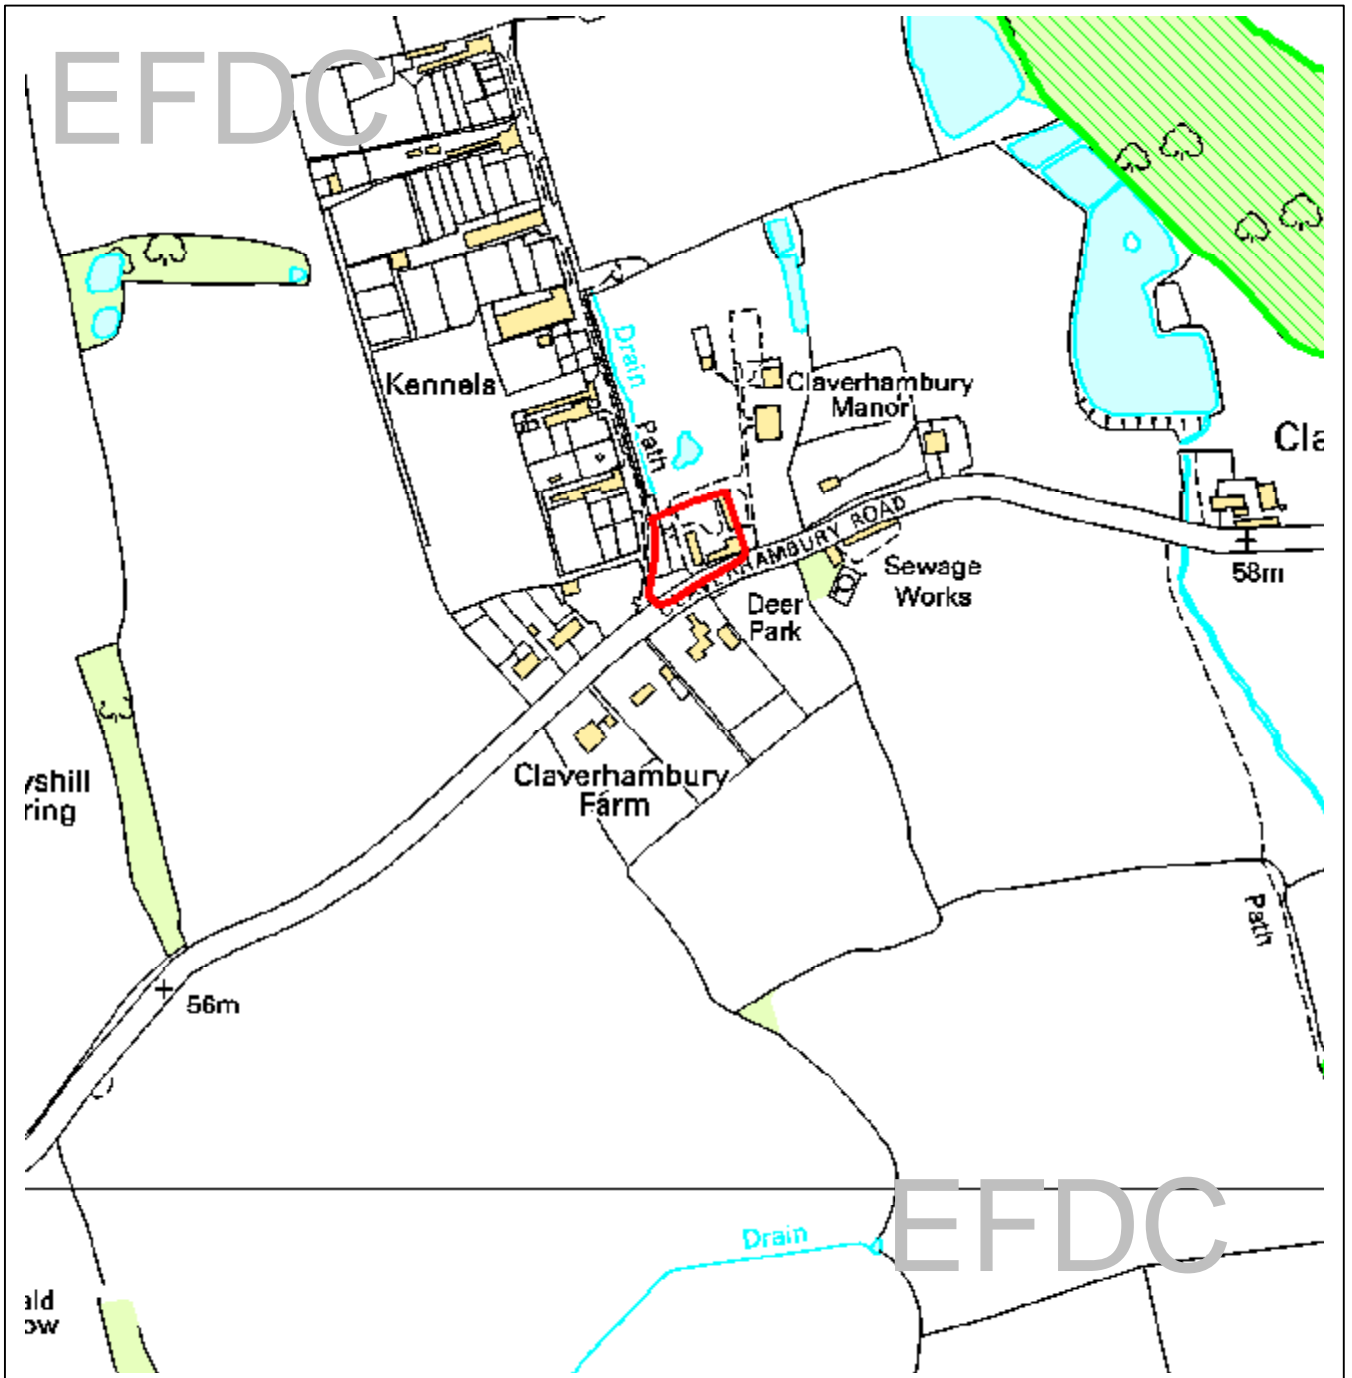 EFDC
Drain
Kennels
Claverhambury
Manor
Path
Cla
CLAVERHAMBURY ROAD
Sewage
Works
58m
Deer
Park
Claverhambury
Farm
yshill
ring
Path
56m
EFDC
Drain
ald
ow